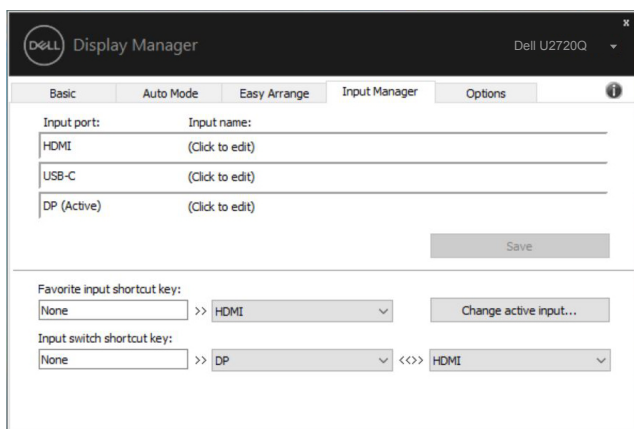 x
DELL Display Manager Dell U2720Q
Basic Auto Mode Easy Arrange Input Manager Options i
Input port: Input name:
HDMI (Click to edit)
USB-C (Click to edit)
DP (Active) (Click to edit)
Save
Favorite input shortcut key:
None >> HDMI Change active input...
Input switch shortcut key:
None >> DP <<>> HDMI